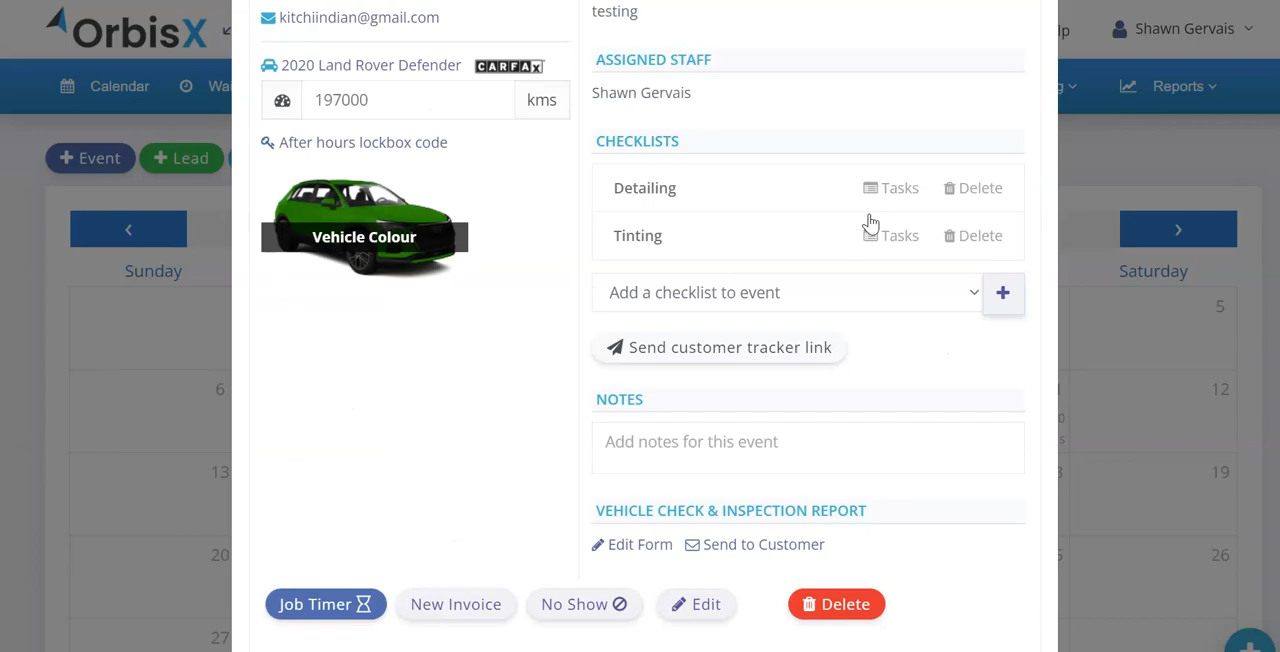 OrbisX
lp
Shawn Gervais
Calendar
Wai
g
Reports
+ Event
+ Lead
Sunday
Saturday
5
6
12
13
19
20
26
27
kitchiindian@gmail.com
2020 Land Rover Defender
CARFAX
197000
kms
After hours lockbox code
Vehicle Colour
testing
ASSIGNED STAFF
Shawn Gervais
CHECKLISTS
Detailing
Tasks
Delete
Tinting
Tasks
Delete
Add a checklist to event
+
Send customer tracker link
NOTES
Add notes for this event
VEHICLE CHECK & INSPECTION REPORT
Edit Form
Send to Customer
Job Timer
New Invoice
No Show
Edit
Delete